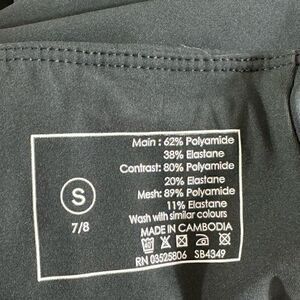 S
7/8
Main : 62% Polyamide
38% Elastane
Contrast: 80% Polyamide
20% Elastane
Mesh: 89% Polyamide
11% Elastane
Wash with similar colours
MADE IN CAMBODIA
RN 03525806 SB4349